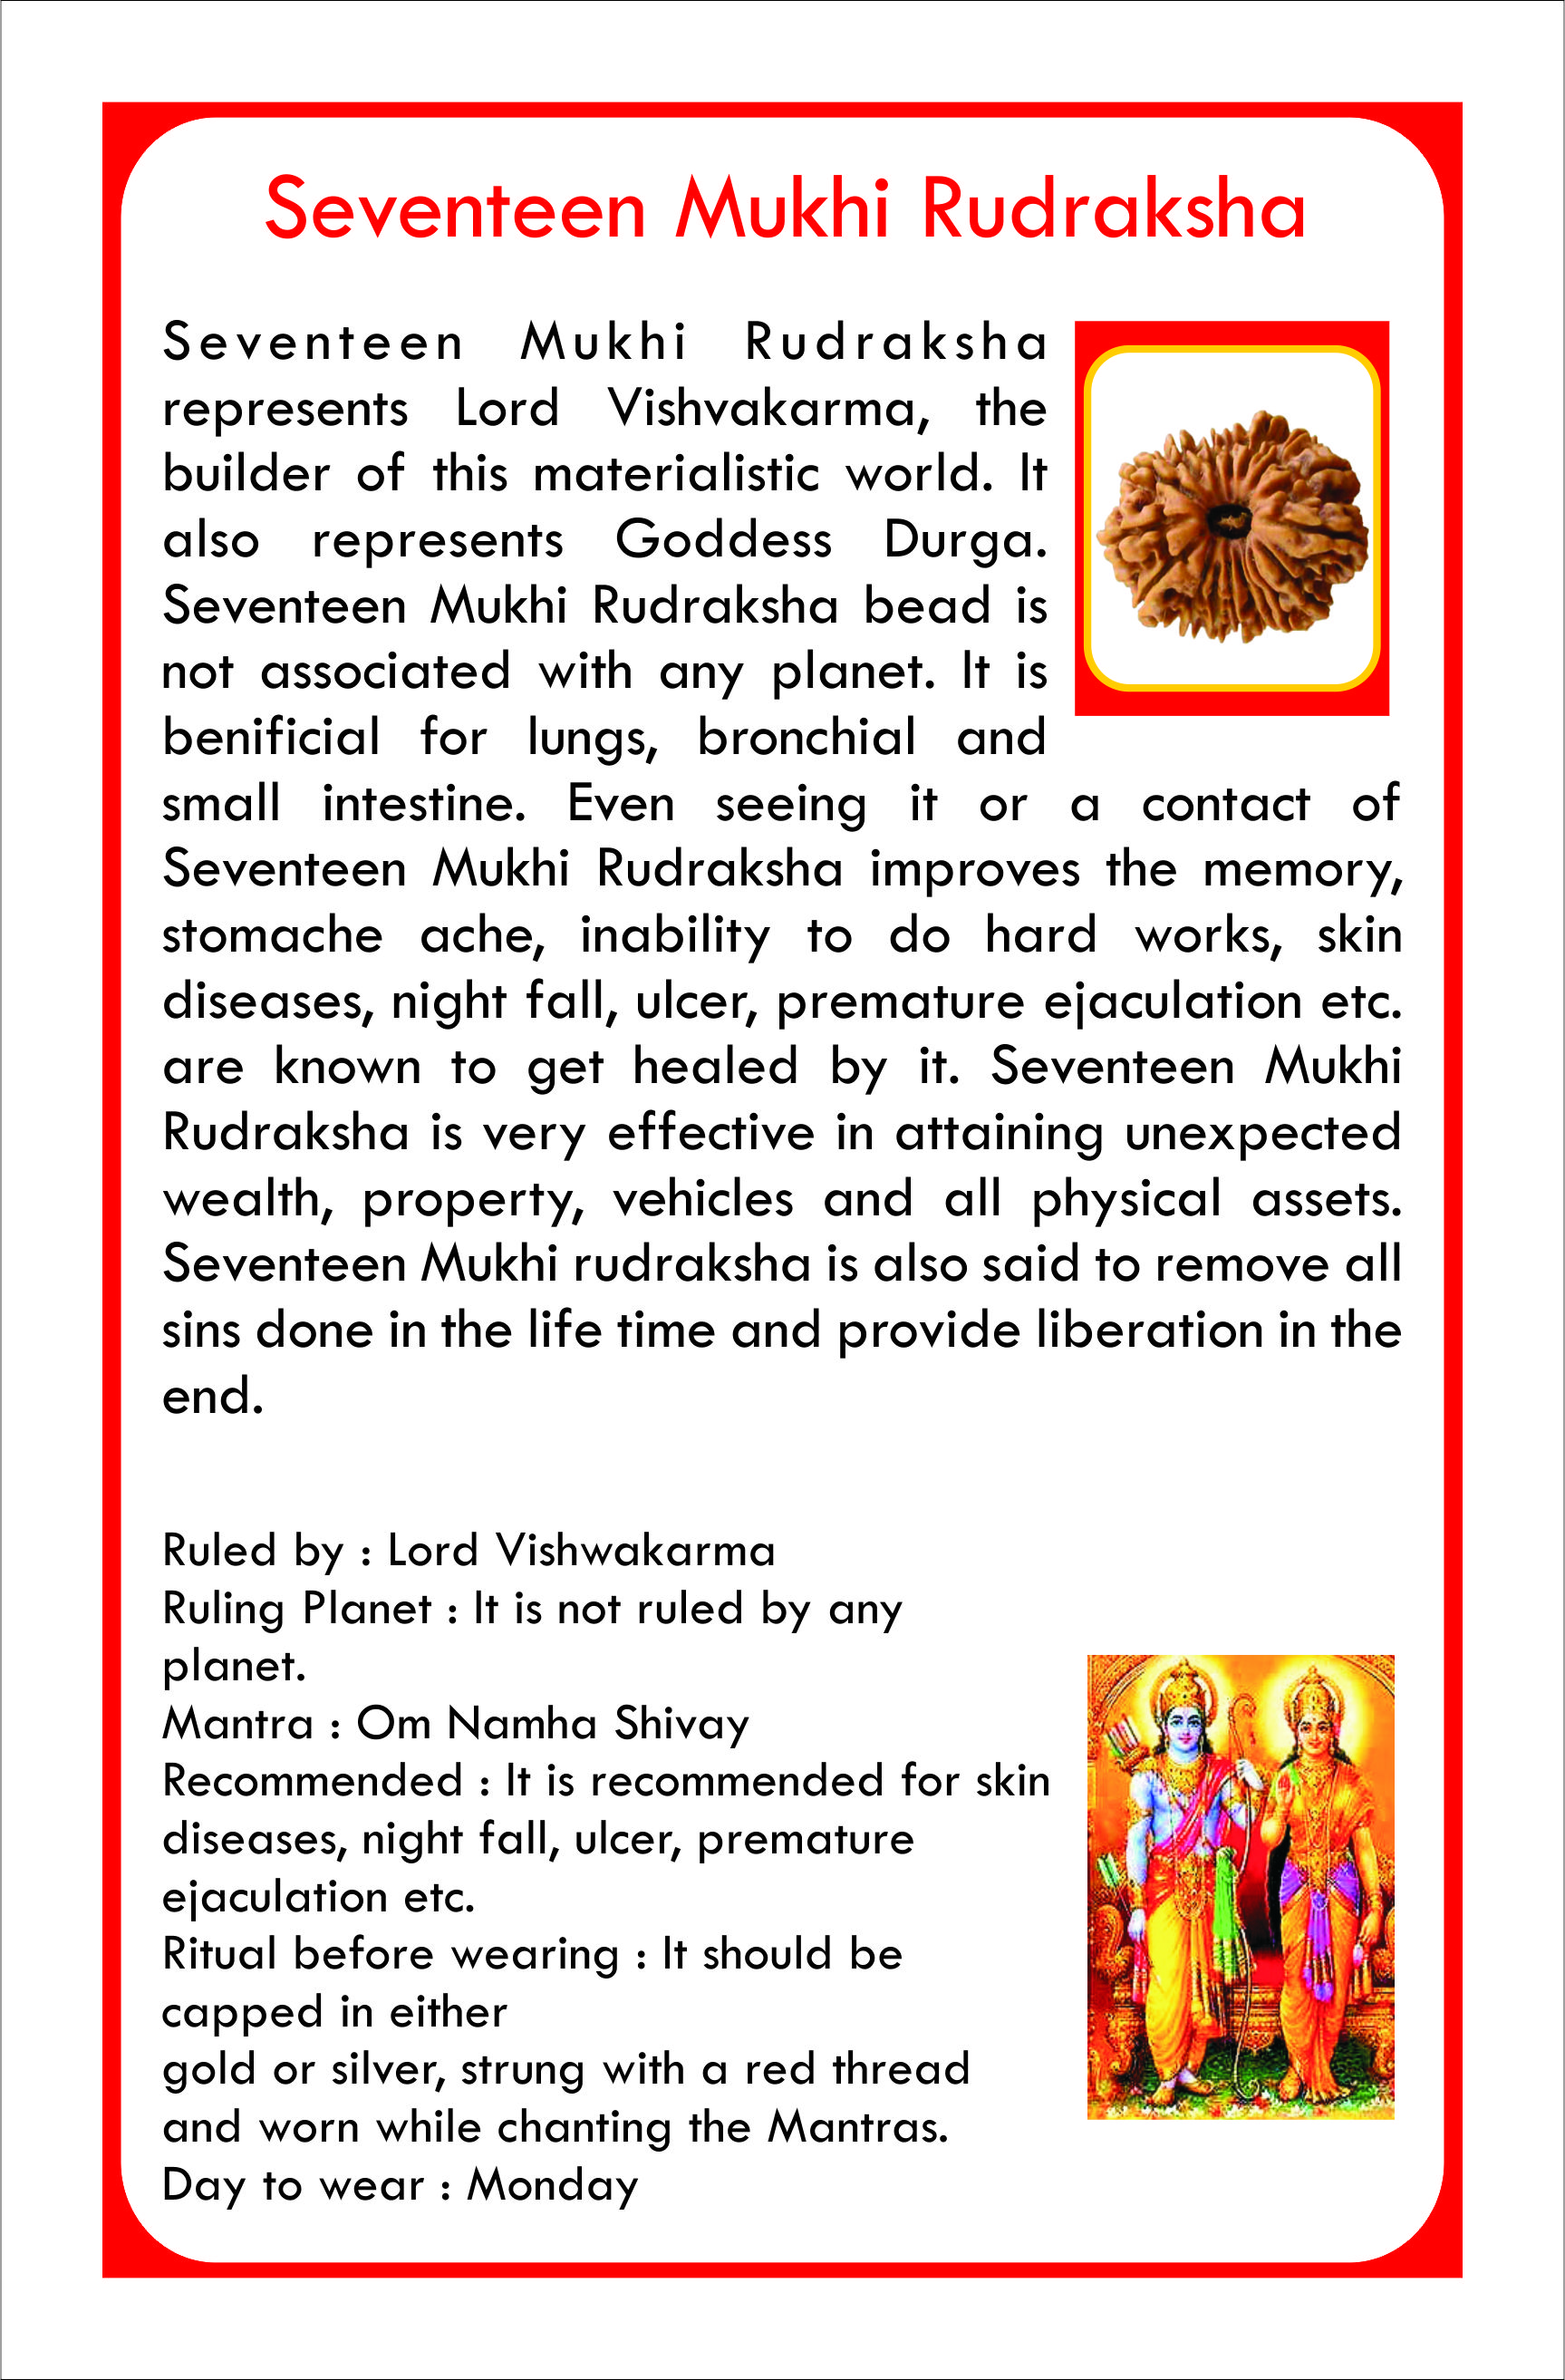 Seventeen Mukhi Rudraksha
Seventeen Mukhi Rudraksha
represents Lord Vishvakarma, the
builder of this materialistic world. It
also represents Goddess Durga.
Seventeen Mukhi Rudraksha bead is
not associated with any planet. It is
benificial for lungs, bronchial and
small intestine. Even seeing it or a contact of
Seventeen Mukhi Rudraksha improves the memory,
stomache ache, inability to do hard works, skin
diseases, night fall, ulcer, premature ejaculation etc.
are known to get healed by it. Seventeen Mukhi
Rudraksha is very effective in attaining unexpected
wealth, property, vehicles and all physical assets.
Seventeen Mukhi rudraksha is also said to remove all
sins done in the life time and provide liberation in the
end.
Ruled by : Lord Vishwakarma
Ruling Planet : It is not ruled by any
planet.
Mantra : Om Namha Shivay
Recommended : It is recommended for skin
diseases, night fall, ulcer, premature
ejaculation etc.
Ritual before wearing : It should be
capped in either
gold or silver, strung with a red thread
and worn while chanting the Mantras.
Day to wear : Monday